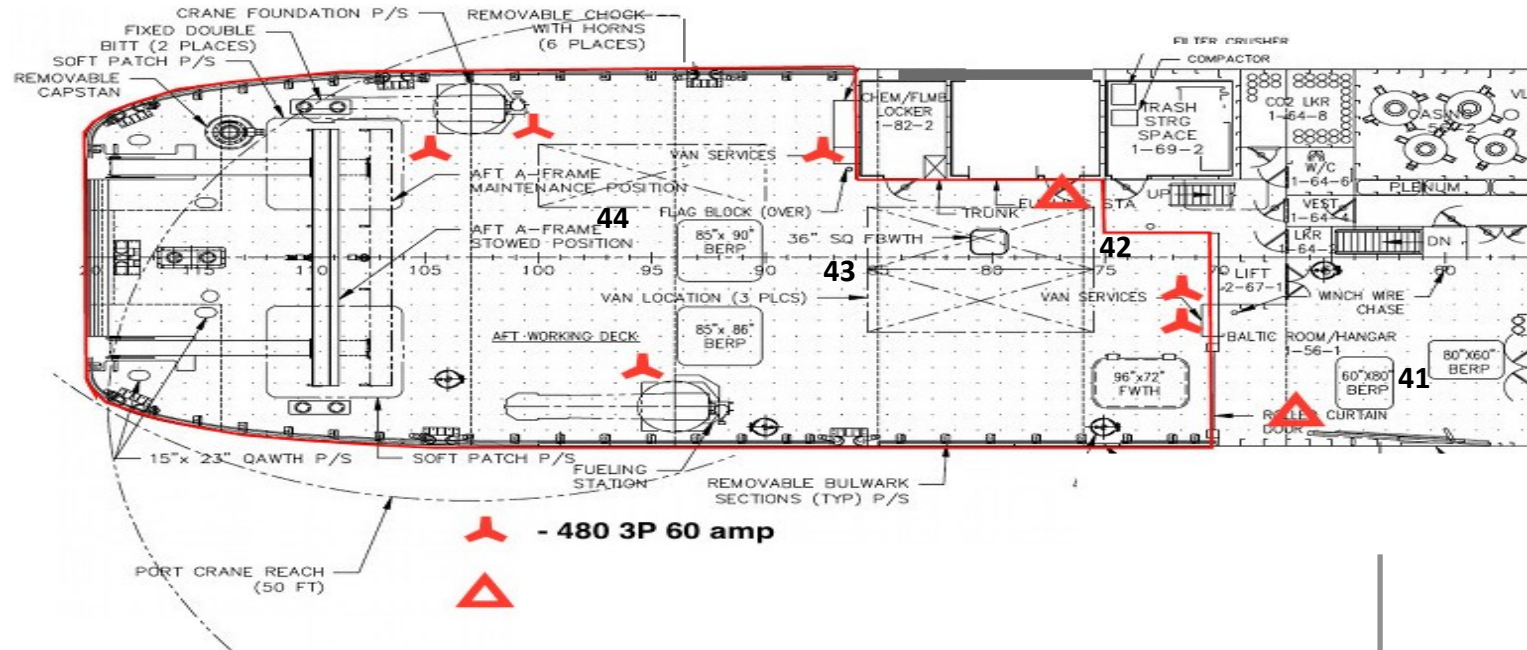 CRANE FOUNDATION P/S
FIXED DOUBLE
BITT (2 PLACES)
SOFT PATCH P/S
REMOVABLE
CAPSTAN
REMOVABLE CHOCK
WITH HORNS
(6 PLACES)
FILTER CRUSHER
COMPACTOR
CHEM/FLMB
LOCKER
1-82-2
TRASH
STRG
SPACE
1-69-2
CO2 LKR
1-64-8
CASING
W/C
1-64-6
PLENUM
VEST
1-64-4
LKR
UP
DN
VAN SERVICES
AFT A-FRAME
MAINTENANCE POSITION
44
FLAG BLOCK (OVER)
TRUNK
AFT A-FRAME
STOWED POSITION
85"x 90"
BERP
36" SQ FBWTH
43
42
115
110
105
100
95
90
85
80
75
70
60
LIFT
2-67-1
VAN LOCATION (3 PLCS)
VAN SERVICES
WINCH WIRE
CHASE
AFT WORKING DECK
85"x 86"
BERP
BALTIC ROOM/HANGAR
1-56-1
96"x72"
FWTH
60"X80"
BERP
41
80"X60"
BERP
ROLLER CURTAIN
DOOR
15"x 23" QAWTH P/S
SOFT PATCH P/S
FUELING
STATION
REMOVABLE BULWARK
SECTIONS (TYP) P/S
- 480 3P 60 amp
PORT CRANE REACH
(50 FT)